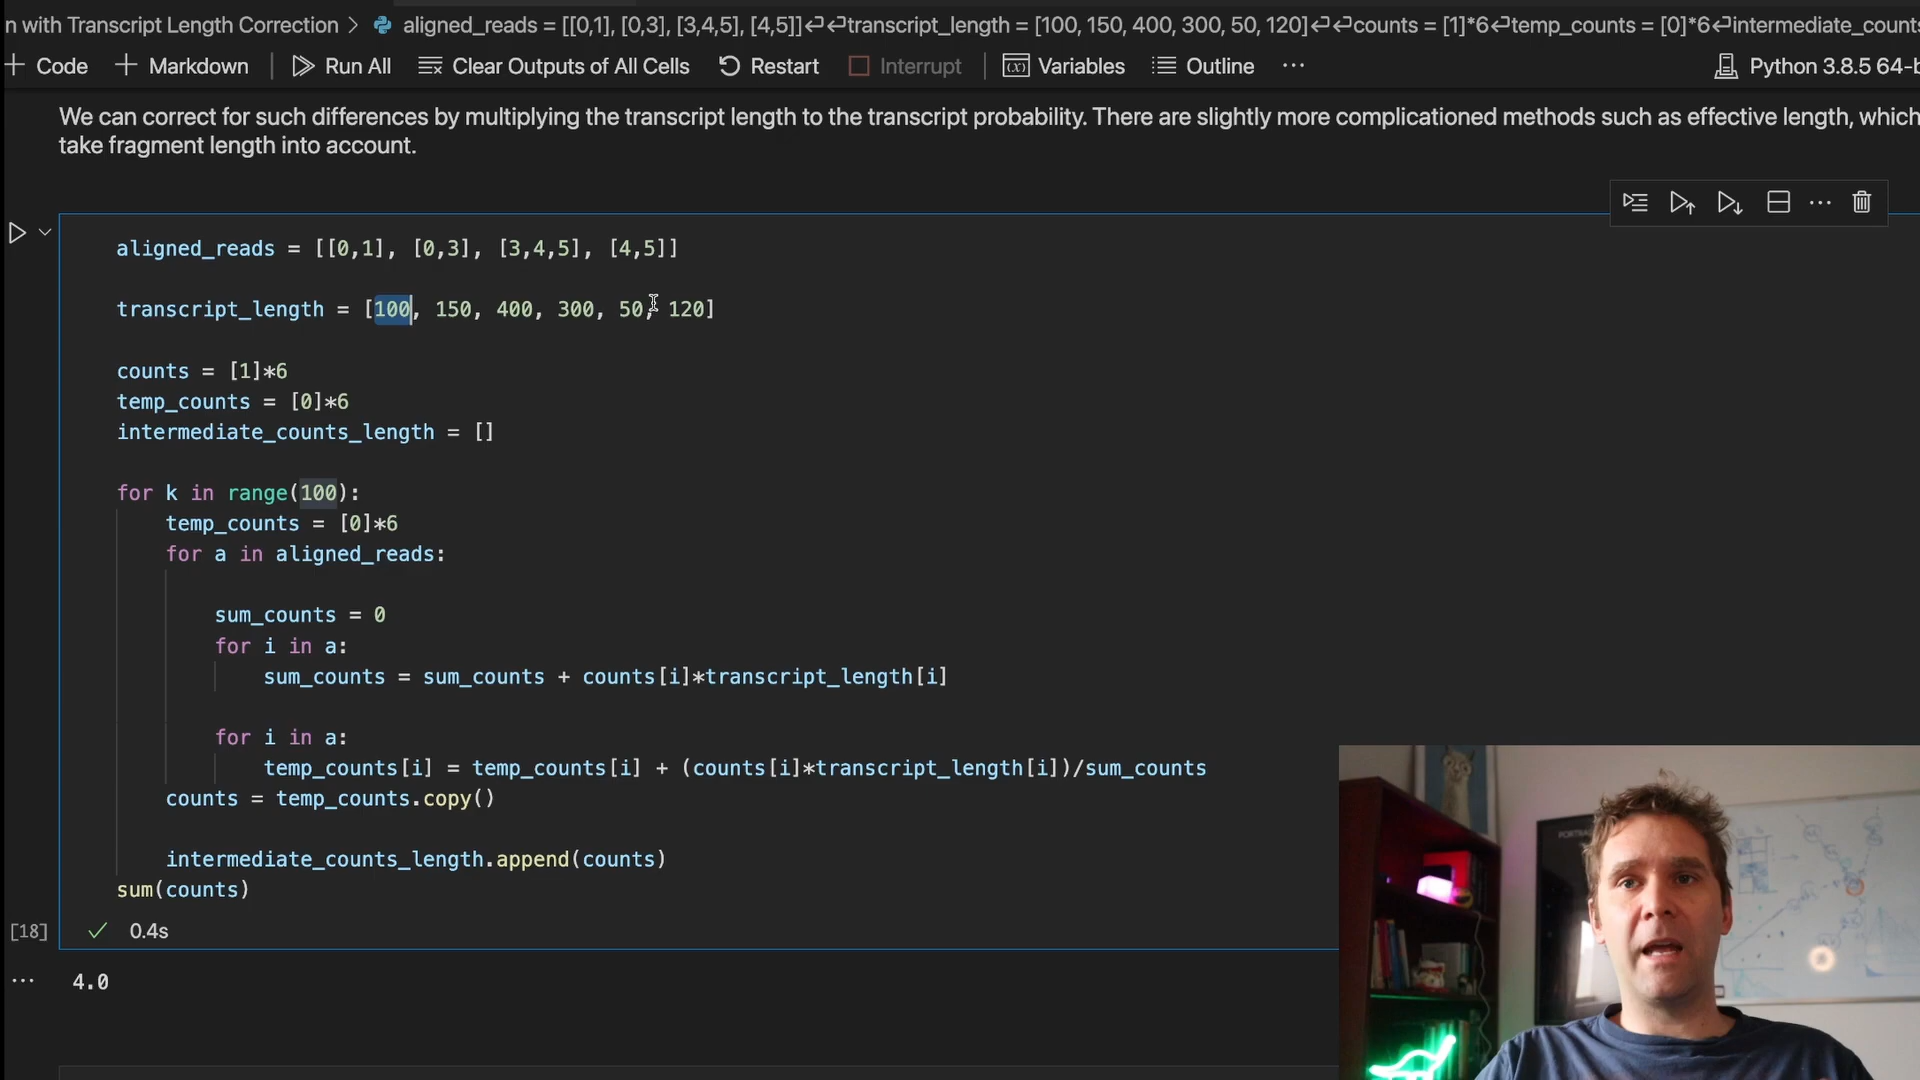 n with Transcript Length Correction > aligned_reads = [[0,1], [0,3], [3,4,5], [4,5]]↵↵transcript_length = [100, 150, 400, 300, 50, 120]↵↵counts = [1]*6↵temp_counts = [0]*6↵intermediate_counts
+ Code + Markdown Run All Clear Outputs of All Cells Restart Interrupt (x) Variables Outline ··· Python 3.8.5 64-b
We can correct for such differences by multiplying the transcript length to the transcript probability. There are slightly more complicationed methods such as effective length, which
take fragment length into account.
aligned_reads = [[0,1], [0,3], [3,4,5], [4,5]]
transcript_length = [100, 150, 400, 300, 50, 120]
counts = [1]*6
temp_counts = [0]*6
intermediate_counts_length = []
for k in range(100):
temp_counts = [0]*6
for a in aligned_reads:
sum_counts = 0
for i in a:
sum_counts = sum_counts + counts[i]*transcript_length[i]
for i in a:
temp_counts[i] = temp_counts[i] + (counts[i]*transcript_length[i])/sum_counts
counts = temp_counts.copy()
intermediate_counts_length.append(counts)
sum(counts)
[18] ✓ 0.4s
··· 4.0